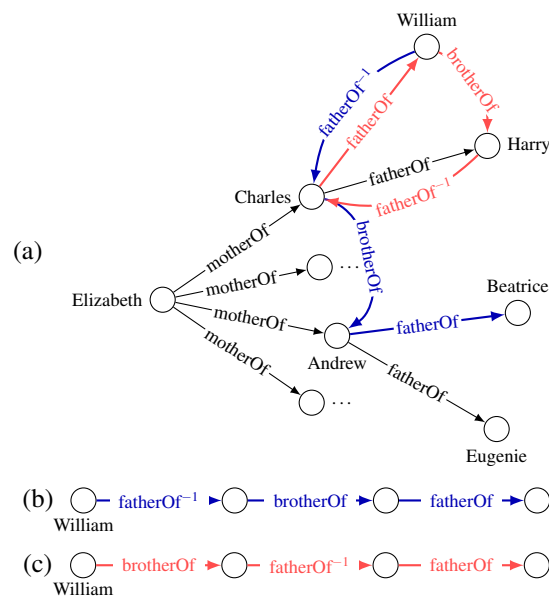 William
fatherOf⁻¹
fatherOf
brotherOf
Harry
fatherOf
fatherOf⁻¹
Charles
brotherOf
(a)
motherOf
motherOf
...
Elizabeth
motherOf
motherOf
Beatrice
fatherOf
Andrew
fatherOf
...
Eugenie
(b) fatherOf⁻¹ brotherOf fatherOf
William
(c) brotherOf fatherOf⁻¹ fatherOf
William